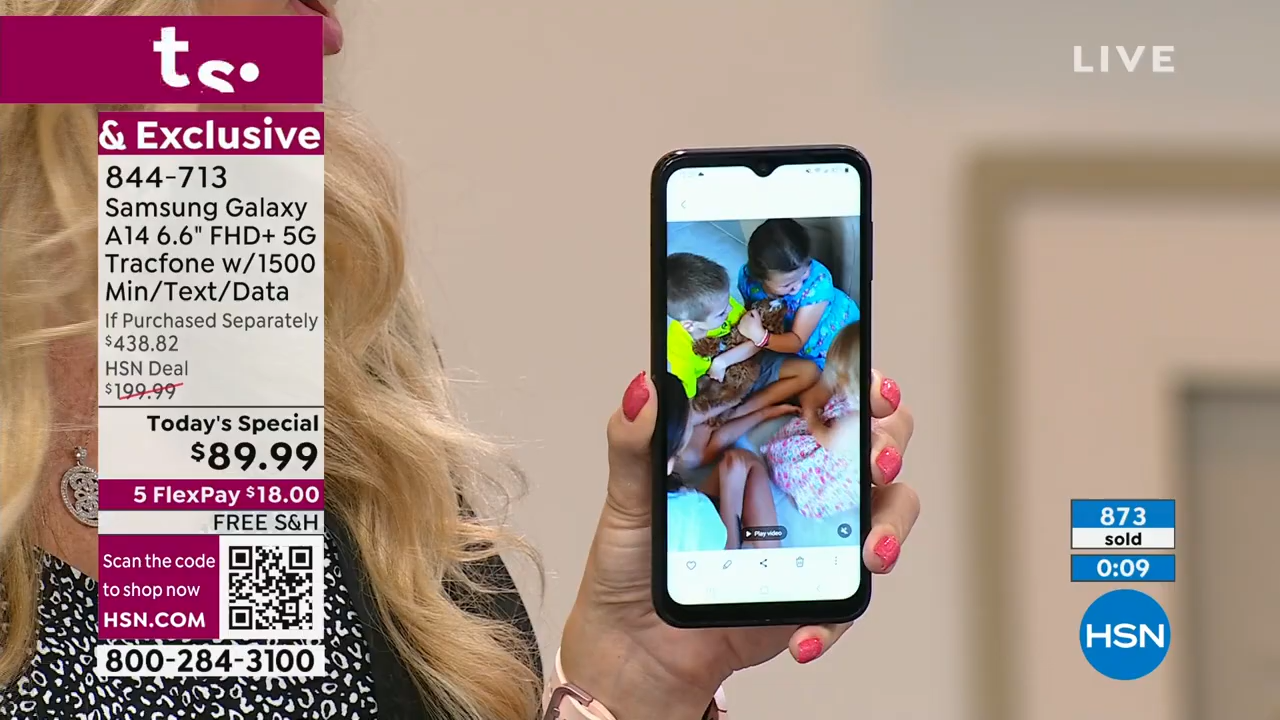 ts.
LIVE
& Exclusive
844-713
Samsung Galaxy
A14 6.6" FHD+ 5G
Tracfone w/1500
Min/Text/Data
If Purchased Separately
$438.82
HSN Deal
$199.99
Today's Special
$89.99
5 FlexPay $18.00
FREE S&H
Scan the code
to shop now
HSN.COM
800-284-3100
Play video
873
sold
0:09
HSN